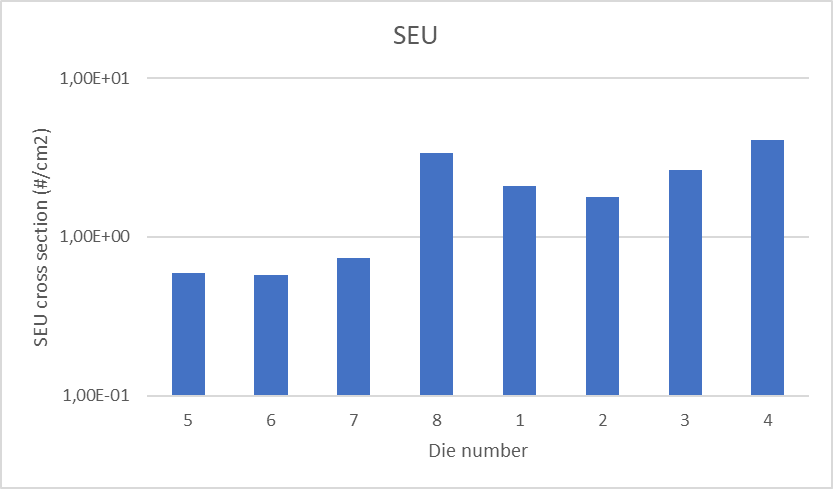 SEU
1,00E+01
1,00E+00
1,00E-01
SEU cross section (#/cm2)
5 6 7 8 1 2 3 4
Die number